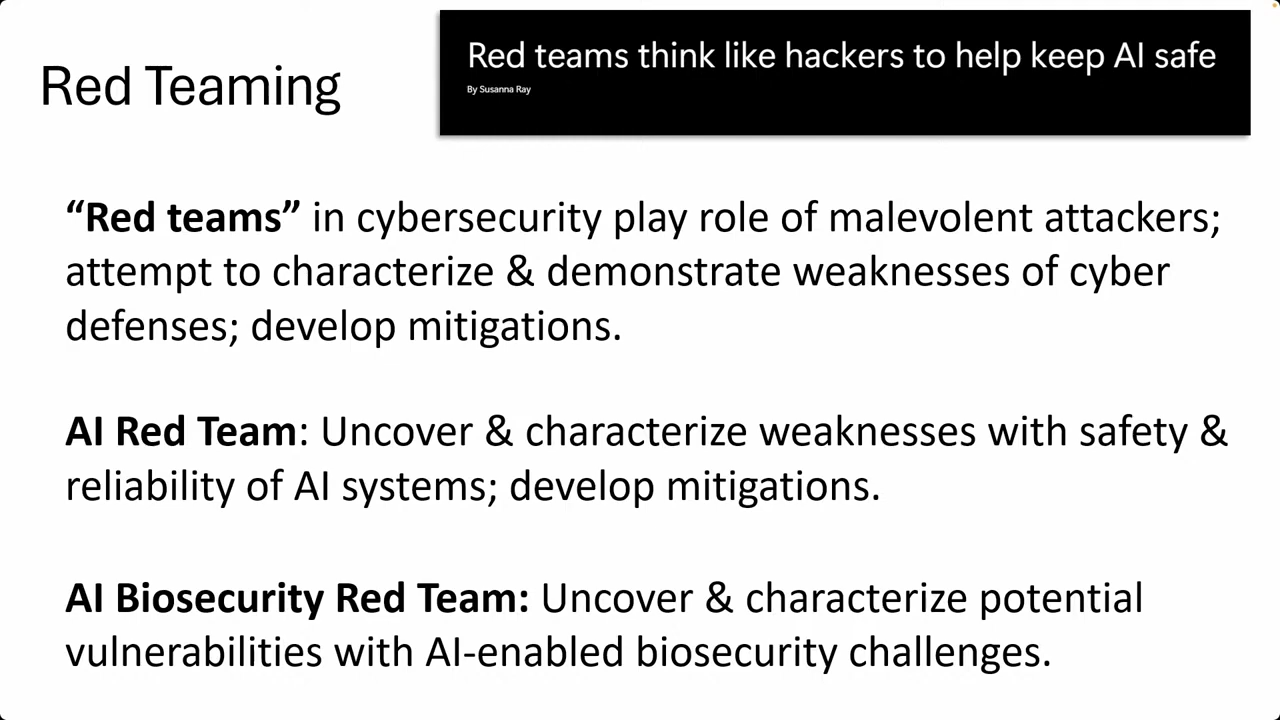 Red Teaming
Red teams think like hackers to help keep AI safe
By Susanna Ray
“Red teams” in cybersecurity play role of malevolent attackers;
attempt to characterize & demonstrate weaknesses of cyber
defenses; develop mitigations.
AI Red Team: Uncover & characterize weaknesses with safety &
reliability of AI systems; develop mitigations.
AI Biosecurity Red Team: Uncover & characterize potential
vulnerabilities with AI-enabled biosecurity challenges.